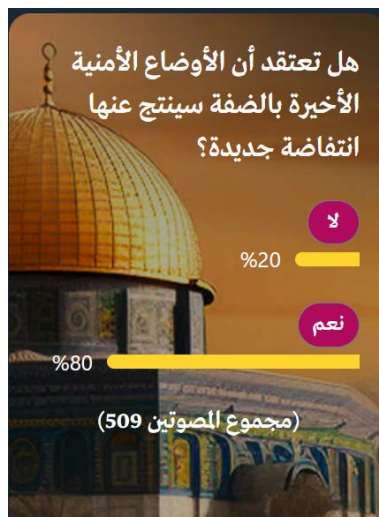 هل تعتقد أن الأوضاع الأمنية
الأخيرة بالضفة سينتج عنها
انتفاضة جديدة؟
لا
%20
نعم
%80
(مجموع المصوتين 509)